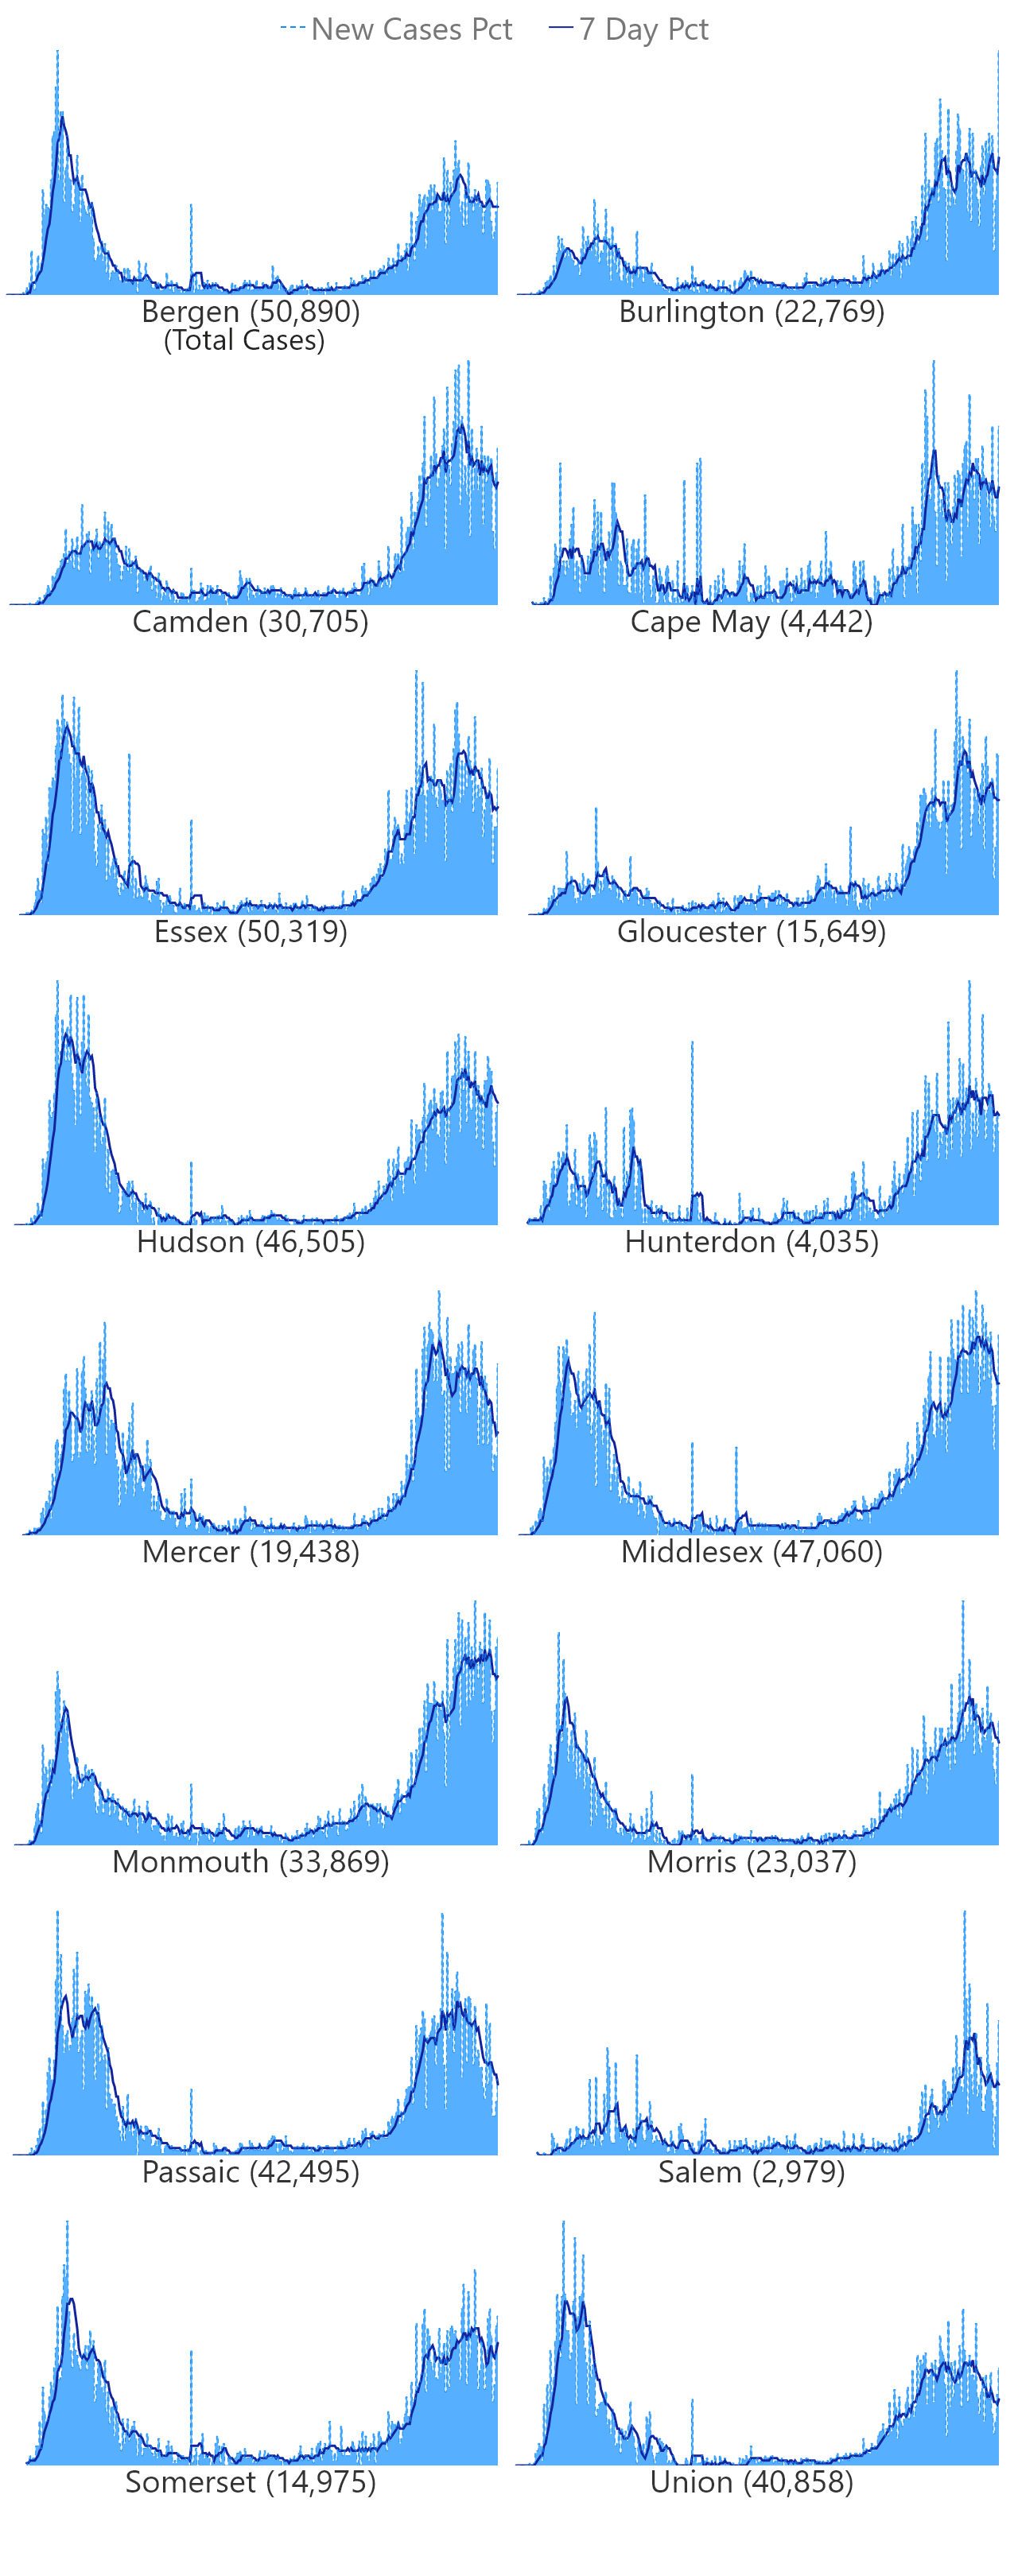 New Cases Pct 7 Day Pct
Bergen (50,890) Burlington (22,769)
(Total Cases)
Camden (30,705) Cape May (4,442)
Essex (50,319) Gloucester (15,649)
Hudson (46,505) Hunterdon (4,035)
Mercer (19,438) Middlesex (47,060)
Monmouth (33,869) Morris (23,037)
Passaic (42,495) Salem (2,979)
Somerset (14,975) Union (40,858)